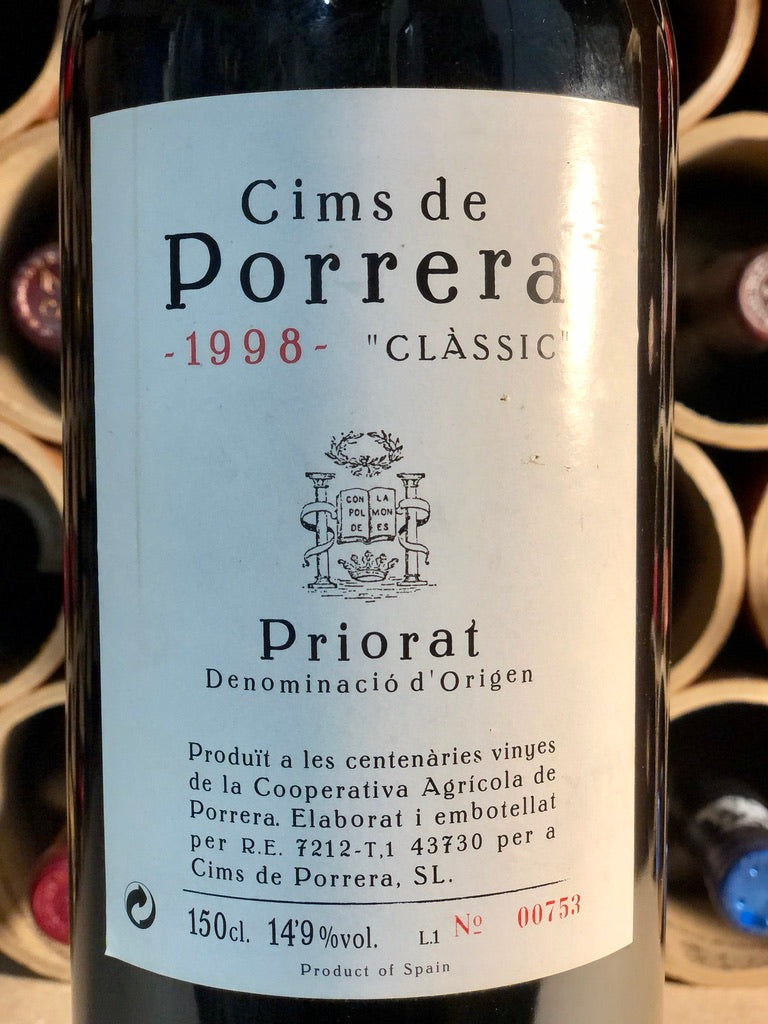 Cims de
Porrera
-1998- "CLÀSSIC"
CON LA
POL MON
DE ES
Priorat
Denominació d'Origen
Produït a les centenàries vinyes
de la Cooperativa Agrícola de
Porrera. Elaborat i embotellat
per R.E. 7212-T,1 43730 per a
Cims de Porrera, SL.
150cl. 14'9%vol. L.1 Nº 00753
Product of Spain